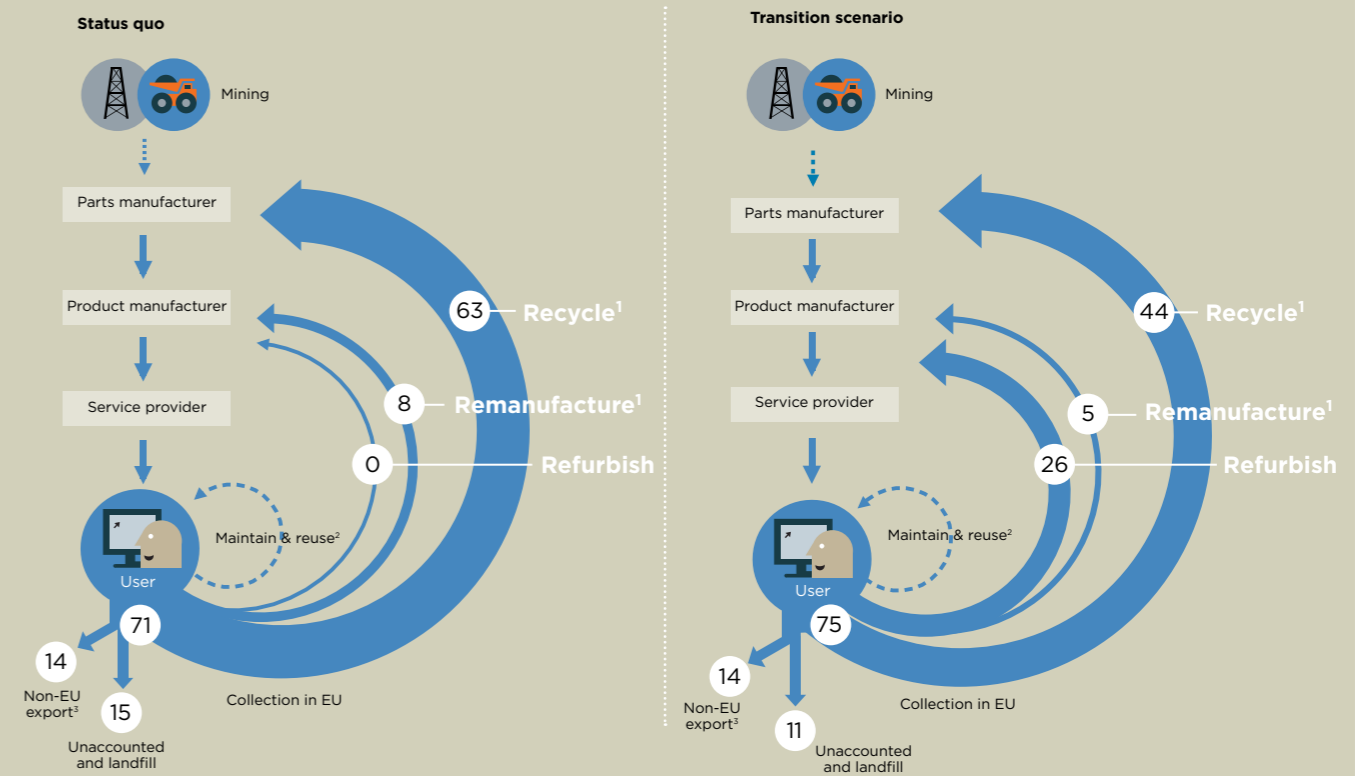 Status quo
Mining
Parts manufacturer
Product manufacturer
63
Recycle¹
Service provider
8
Remanufacture¹
0
Refurbish
Maintain & reuse²
User
71
14
Non-EU
export³
15
Unaccounted
and landfill
Collection in EU
Transition scenario
Mining
Parts manufacturer
Product manufacturer
44
Recycle¹
Service provider
5
Remanufacture¹
26
Refurbish
Maintain & reuse²
User
75
14
Non-EU
export³
11
Unaccounted
and landfill
Collection in EU